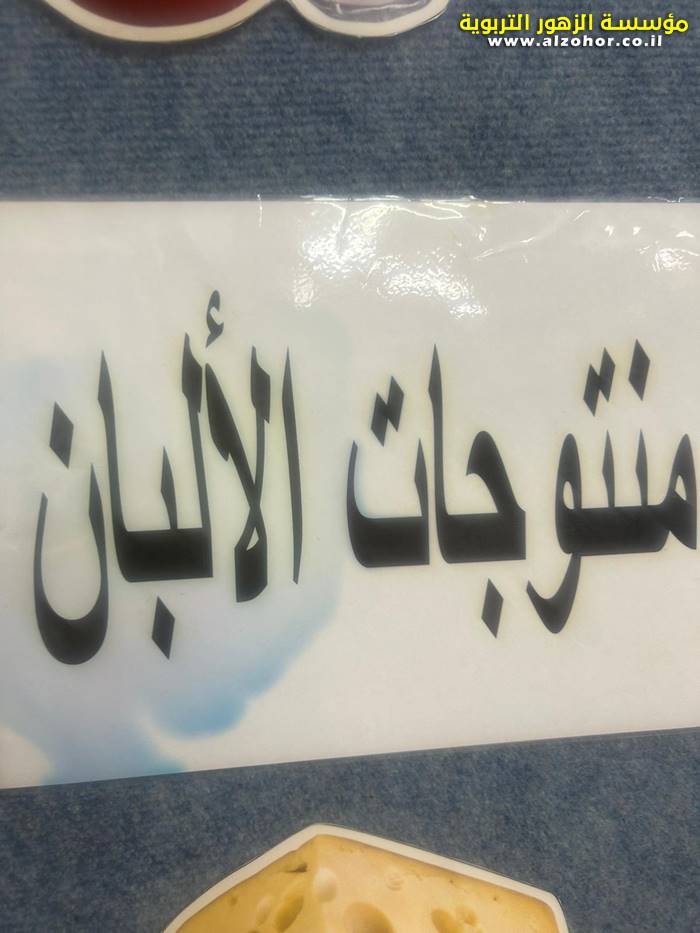 مؤسسة الزهور التربوية
www.alzohor.co.il
منتوجات الألبان